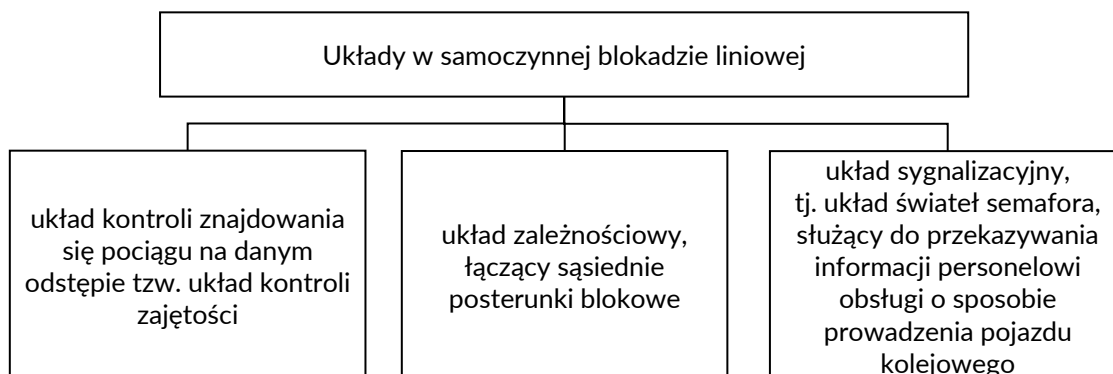 Układy w samoczynnej blokadzie liniowej
układ kontroli znajdowania
się pociągu na danym
odstępie tzw. układ kontroli
zajętości
układ zależnościowy,
łączący sąsiednie
posterunki blokowe
układ sygnalizacyjny,
tj. układ świateł semafora,
służący do przekazywania
informacji personelowi
obsługi o sposobie
prowadzenia pojazdu
kolejowego